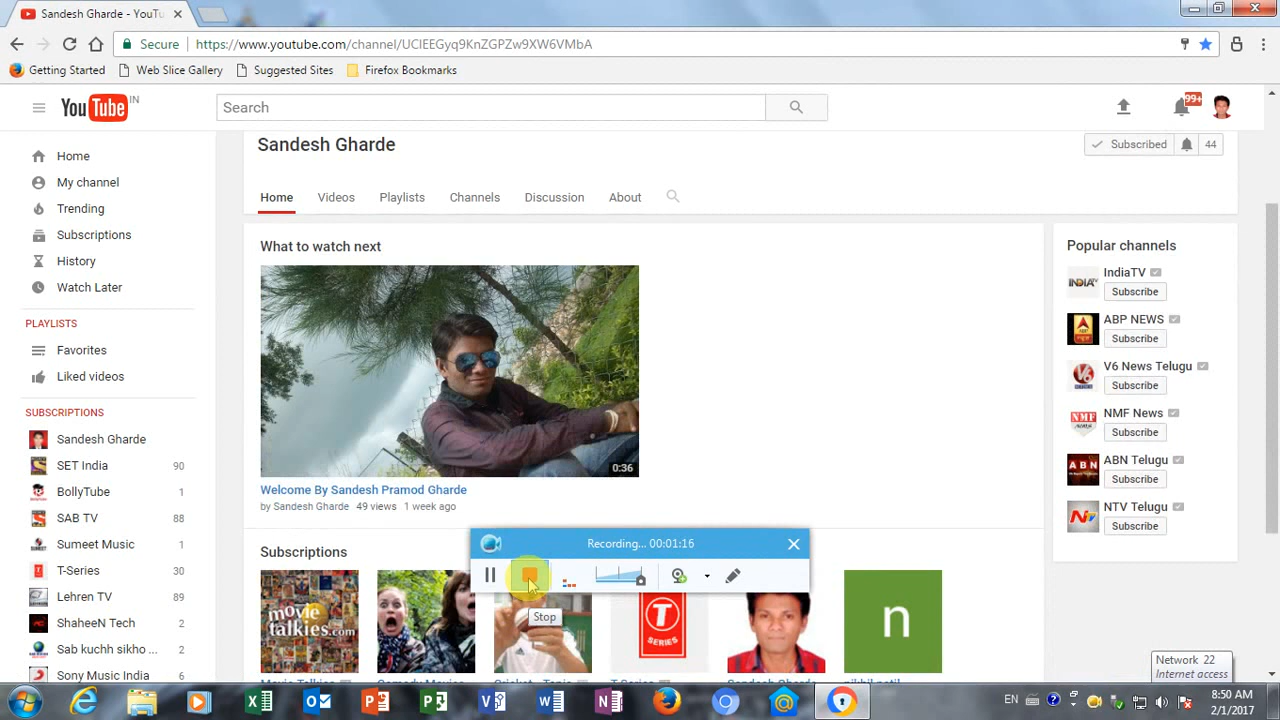 Sandesh Gharde - YouTu
Secure
https://www.youtube.com/channel/UCIEEGyq9KnZGPZw9XW6VMbA
Getting Started
Web Slice Gallery
Suggested Sites
Firefox Bookmarks
YouTube IN
Search
99+
Sandesh Gharde
Subscribed 44
Home
Videos
Playlists
Channels
Discussion
About
Home
My channel
Trending
Subscriptions
History
Watch Later
PLAYLISTS
Favorites
Liked videos
SUBSCRIPTIONS
Sandesh Gharde
SET India 90
BollyTube 1
SAB TV 88
Sumeet Music 1
T-Series 30
Lehren TV 89
ShaheeN Tech 2
Sab kuchh sikho ... 2
Sony Music India 6
What to watch next
0:36
Welcome By Sandesh Pramod Gharde
by Sandesh Gharde 49 views 1 week ago
Subscriptions
movie
talkies.com
T
SERIES
n
Popular channels
IndiaTV
Subscribe
ABP NEWS
Subscribe
V6 News Telugu
Subscribe
NMF News
Subscribe
ABN Telugu
Subscribe
NTV Telugu
Subscribe
Recording... 00:01:16
Stop
Network 22
Internet access
EN
8:50 AM
2/1/2017